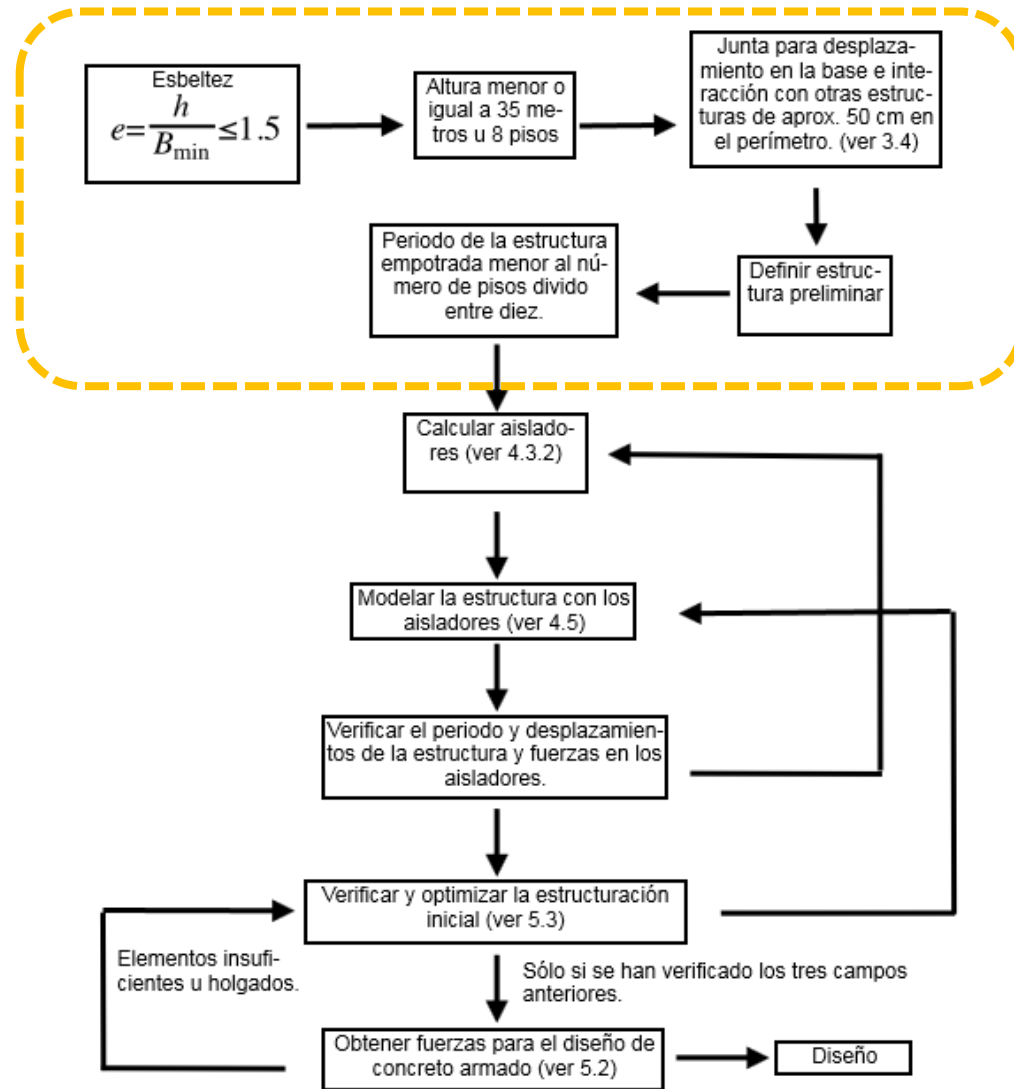 Esbeltez
e=h/B_min≤1.5
Altura menor o
igual a 35 me-
tros u 8 pisos
Junta para desplaza-
miento en la base e inte-
racción con otras estruc-
turas de aprox. 50 cm en
el perímetro. (ver 3.4)
Definir estruc-
tura preliminar
Periodo de la estructura
empotrada menor al nú-
mero de pisos divido
entre diez.
Calcular aislado-
res (ver 4.3.2)
Modelar la estructura con los
aisladores (ver 4.5)
Verificar el periodo y desplazamien-
tos de la estructura y fuerzas en los
aisladores.
Verificar y optimizar la estructuración
inicial (ver 5.3)
Elementos insufi-
cientes u holgados.
Sólo si se han verificado los tres campos
anteriores.
Obtener fuerzas para el diseño de
concreto armado (ver 5.2)
Diseño